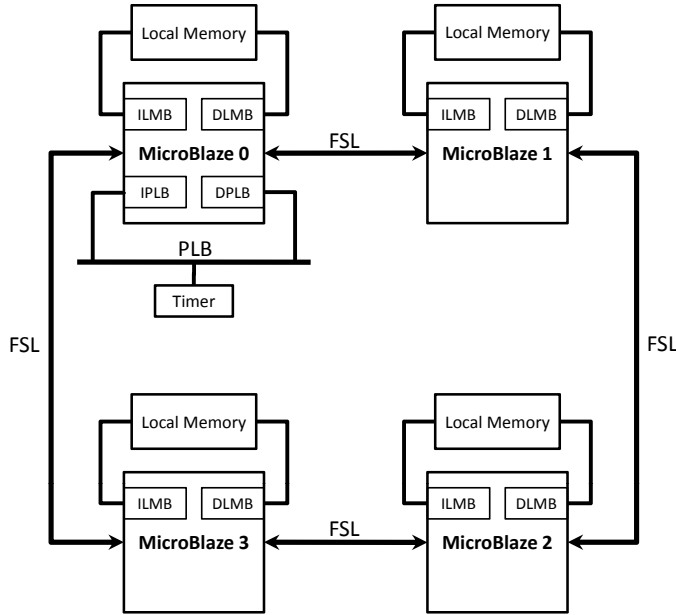 Local Memory
Local Memory
ILMB DLMB
ILMB DLMB
MicroBlaze 0
FSL
MicroBlaze 1
IPLB DPLB
PLB
Timer
FSL
FSL
Local Memory
Local Memory
ILMB DLMB
ILMB DLMB
MicroBlaze 3
FSL
MicroBlaze 2